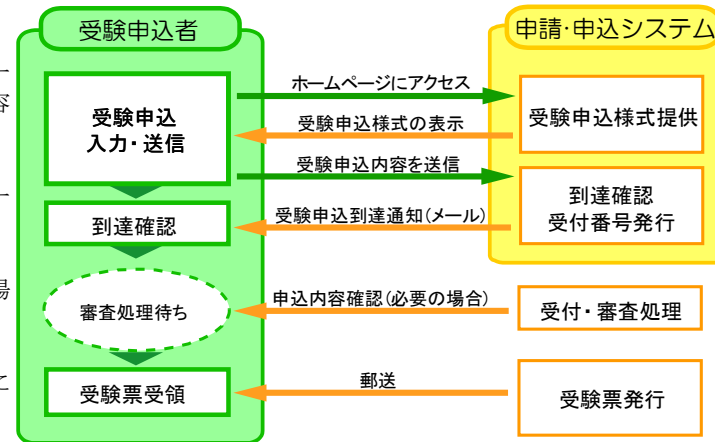 受験申込者
申請・申込システム
ー
容
ー
場
に
受験申込
入力・送信
ホームページにアクセス
受験申込様式の表示
受験申込内容を送信
受験申込様式提供
到達確認
受験申込到達通知(メール)
到達確認
受付番号発行
審査処理待ち
申込内容確認(必要の場合)
受付・審査処理
受験票受領
郵送
受験票発行